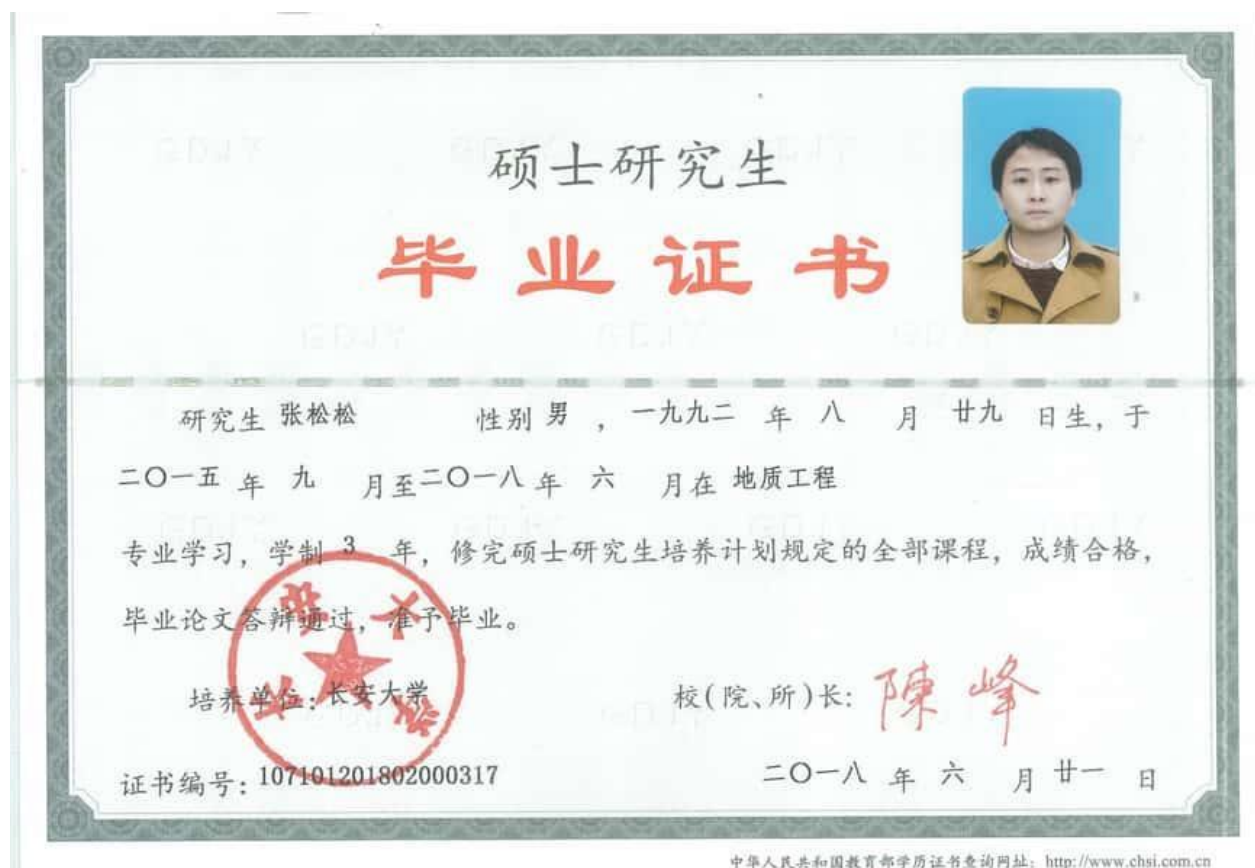 硕士研究生
毕业证书
研究生 张松松 性别 男 , 一九九二 年 八 月 廿九 日生, 于
二〇一五 年 九 月至二〇一八 年 六 月在 地质工程
专业学习, 学制 3 年, 修完硕士研究生培养计划规定的全部课程, 成绩合格,
毕业论文答辩通过, 准予毕业。
培养单位: 长安大学
校(院、所)长: 陳峰
证书编号: 107101201802000317
二〇一八 年 六 月 廿一 日
中华人民共和国教育部学历证书查询网址: http://www.chsi.com.cn